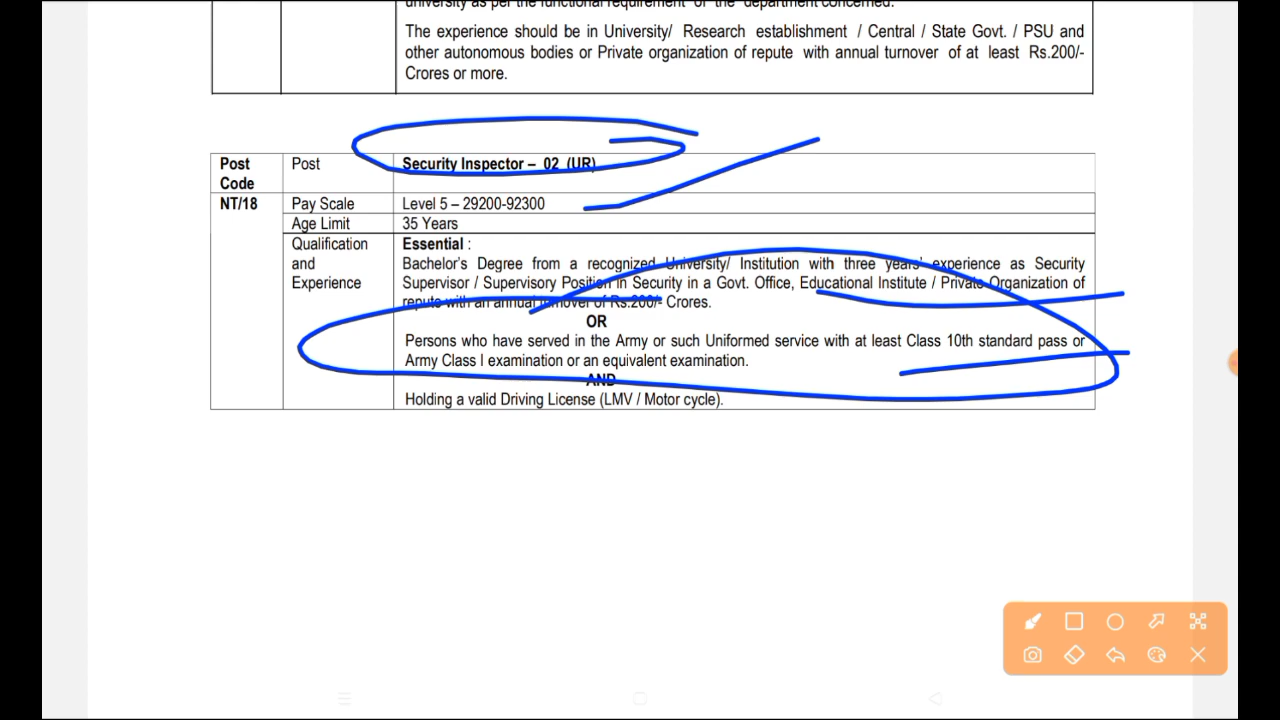 university as per the functional requirement of the department concerned.
The experience should be in University/ Research establishment / Central / State Govt. / PSU and
other autonomous bodies or Private organization of repute with annual turnover of at least Rs.200/-
Crores or more.
Post Code
Post
Security Inspector – 02 (UR)
NT/18
Pay Scale
Level 5 – 29200-92300
Age Limit
35 Years
Qualification
and
Experience
Essential :
Bachelor's Degree from a recognized University/ Institution with three years' experience as Security
Supervisor / Supervisory Position in Security in a Govt. Office, Educational Institute / Private Organization of
repute with an annual turnover of Rs.200/- Crores.
OR
Persons who have served in the Army or such Uniformed service with at least Class 10th standard pass or
Army Class I examination or an equivalent examination.
AND
Holding a valid Driving License (LMV / Motor cycle).